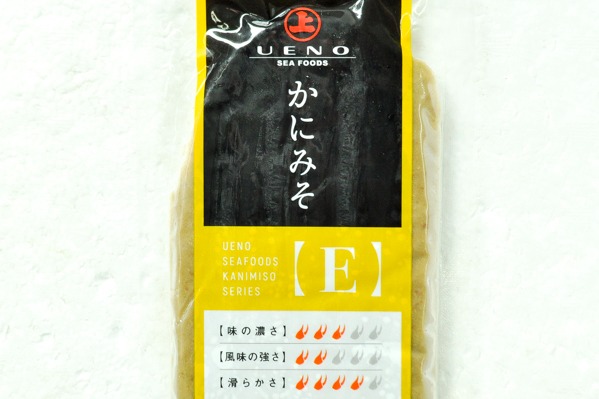 上
UENO
SEA FOODS
かにみそ
UENO
SEAFOODS
KANIMISO
SERIES
【E】
【味の濃さ】
【風味の強さ】
【滑らかさ】